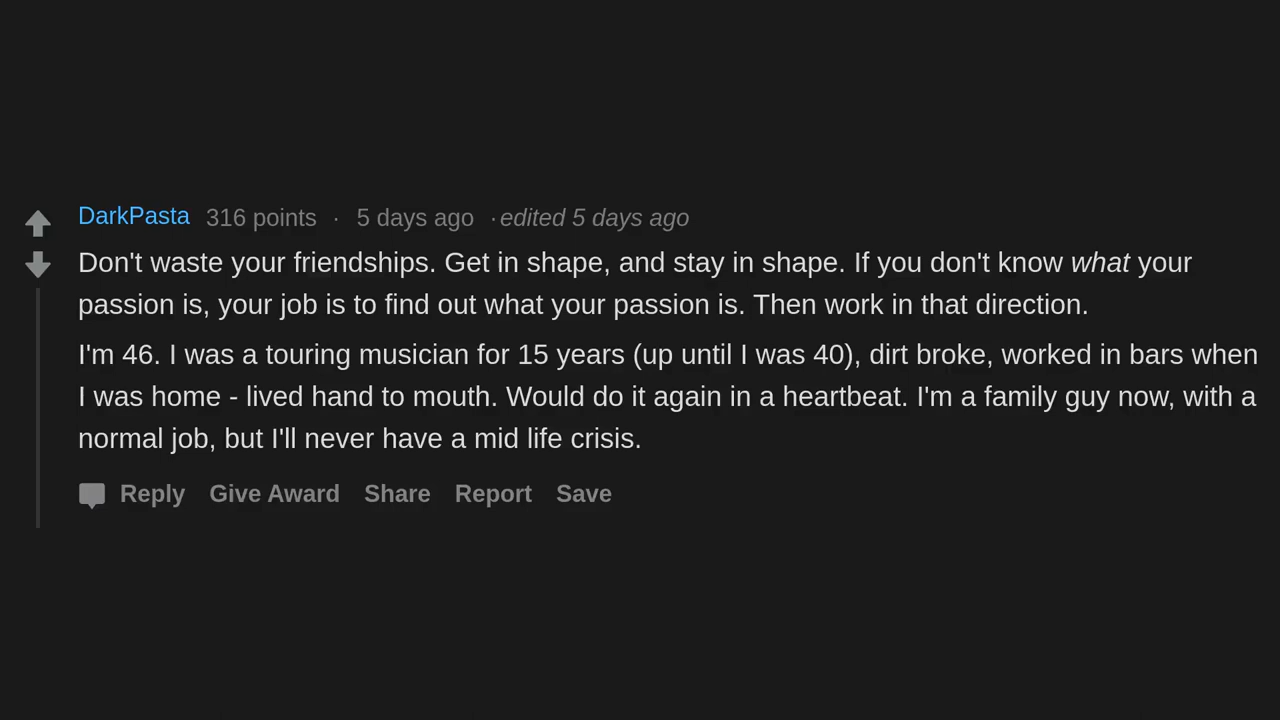 DarkPasta 316 points · 5 days ago · edited 5 days ago
Don't waste your friendships. Get in shape, and stay in shape. If you don't know what your
passion is, your job is to find out what your passion is. Then work in that direction.
I'm 46. I was a touring musician for 15 years (up until I was 40), dirt broke, worked in bars when
I was home - lived hand to mouth. Would do it again in a heartbeat. I'm a family guy now, with a
normal job, but I'll never have a mid life crisis.
Reply Give Award Share Report Save